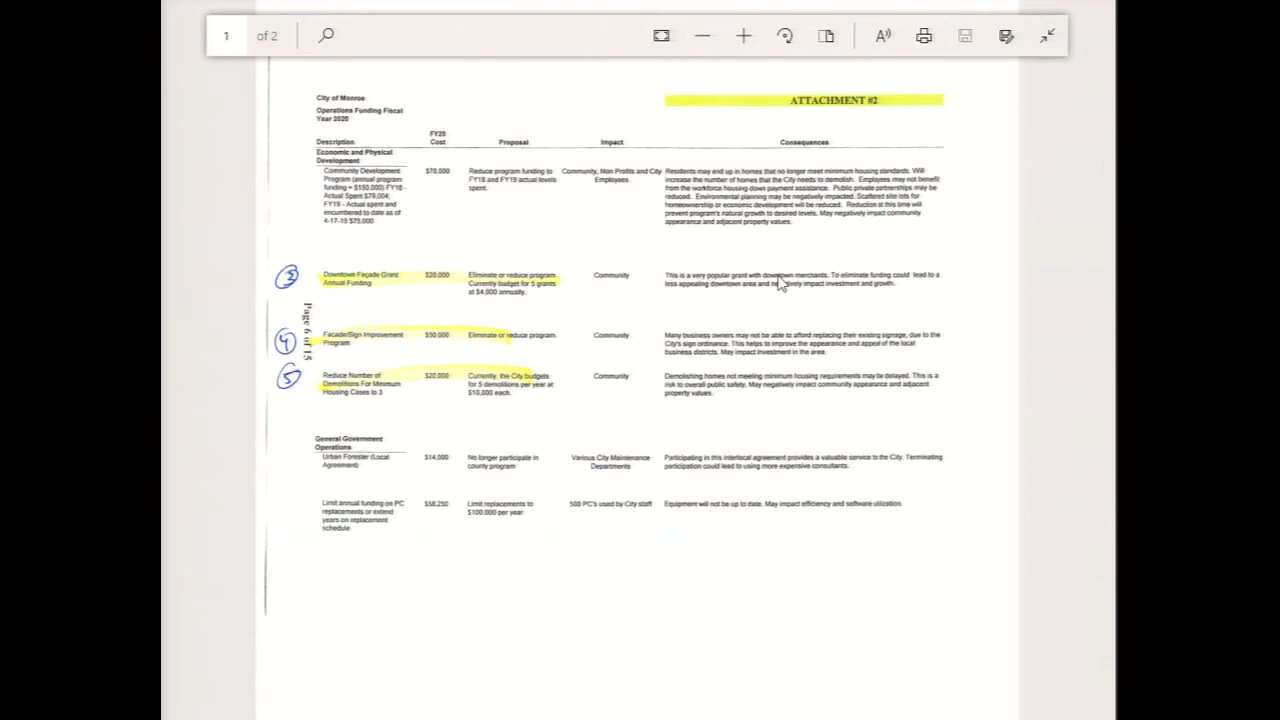 1 of 2
City of Monroe
ATTACHMENT #2
Operations Funding Fiscal
Year 2020
FY20
Description Cost Proposal Impact Consequences
Economic and Physical
Development
Community Development $70,000 Reduce program funding to Community, Non Profits and City Residents may end up in homes that no longer meet minimum housing standards. Will
Program (annual program FY18 and FY19 actual levels Employees increase the number of homes that the City needs to demolish. Employees may not benefit
funding = $150,000) FY18 - spent. from the workforce housing down payment assistance. Public private partnerships may be
Actual Spent $79,004; reduced. Environmental planning may be negatively impacted. Scattered site lots for
FY19 - Actual spent and homeownership or economic development will be reduced. Reduction at this time will
encumbered to date as of prevent program's natural growth to desired levels. May negatively impact community
4-17-19 $75,000 appearance and adjacent property values.
3 Downtown Façade Grant $20,000 Eliminate or reduce program. Community This is a very popular grant with downtown merchants. To eliminate funding could lead to a
Annual Funding Currently budget for 5 grants less appealing downtown area and negatively impact investment and growth.
at $4,000 annually.
Page 6 of 15
4 Facade/Sign Improvement $50,000 Eliminate or reduce program. Community Many business owners may not be able to afford replacing their existing signage, due to the
Program City's sign ordinance. This helps to improve the appearance and appeal of the local
business districts. May impact investment in the area.
5 Reduce Number of $20,000 Currently, the City budgets Community Demolishing homes not meeting minimum housing requirements may be delayed. This is a
Demolitions For Minimum for 5 demolitions per year at risk to overall public safety. May negatively impact community appearance and adjacent
Housing Cases to 3 $10,000 each. property values.
General Government
Operations
Urban Forester (Local $14,000 No longer participate in Various City Maintenance Participating in this interlocal agreement provides a valuable service to the City. Terminating
Agreement) county program Departments participation could lead to using more expensive consultants.
Limit annual funding on PC $58,250 Limit replacements to 500 PC's used by City staff Equipment will not be up to date. May impact efficiency and software utilization.
replacements or extend $100,000 per year
years on replacement
schedule